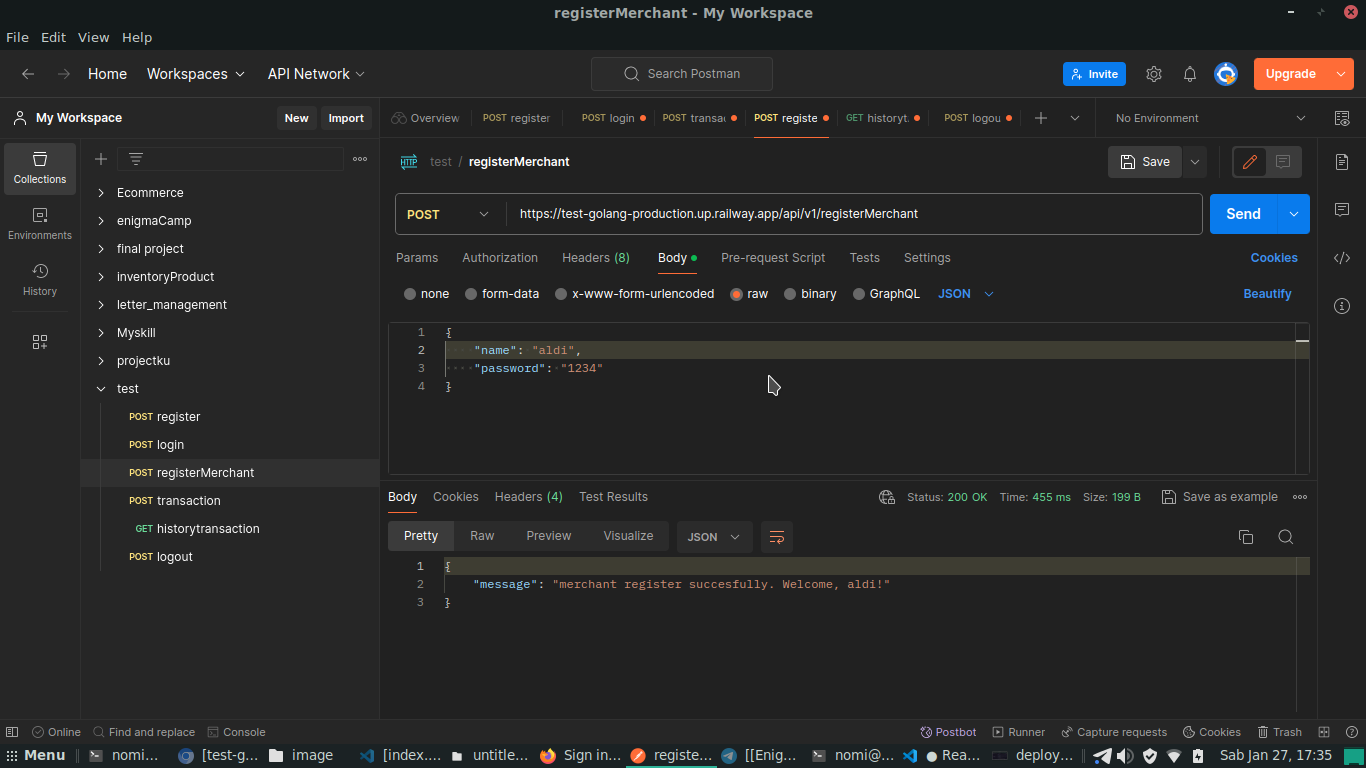 registerMerchant - My Workspace
File Edit View Help
Home Workspaces API Network Search Postman Invite Upgrade
My Workspace New Import
Overview POST register POST login POST transac POST registe GET historyt. POST logou No Environment
Collections
Environments
History
Ecommerce
enigmaCamp
final project
inventoryProduct
letter_management
Myskill
projectku
test
POST register
POST login
POST registerMerchant
POST transaction
GET historytransaction
POST logout
HTTP test / registerMerchant Save
POST https://test-golang-production.up.railway.app/api/v1/registerMerchant Send
Params Authorization Headers (8) Body Pre-request Script Tests Settings Cookies
none form-data x-www-form-urlencoded raw binary GraphQL JSON Beautify
1 {
2 "name": "aldi",
3 "password": "1234"
4 }
Body Cookies Headers (4) Test Results Status: 200 OK Time: 455 ms Size: 199 B Save as example
Pretty Raw Preview Visualize JSON
1 {
2 "message": "merchant register succesfully. Welcome, aldi!"
3 }
Online Find and replace Console Postbot Runner Capture requests Cookies Trash
Menu nomi... [test-g... image [index.... untitle... Sign in... registe... [[Enig... nomi@... Rea... deploy... Sab Jan 27, 17:35